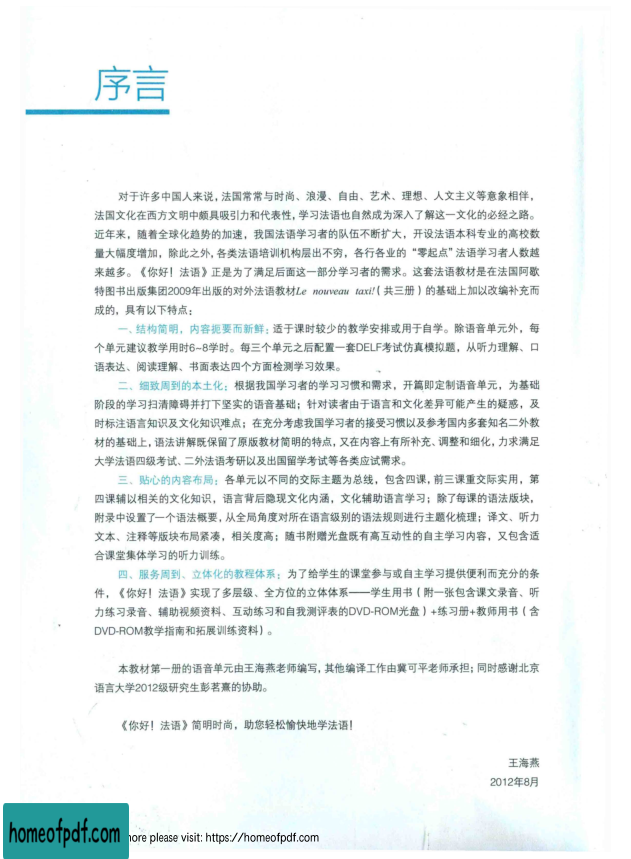 序言
对于许多中国人来说，法国常常与时尚、浪漫、自由、艺术、理想、人文主义等意象相伴，
法国文化在西方文明中颇具吸引力和代表性，学习法语也自然成为深入了解这一文化的必经之路。
近年来，随着全球化趋势的加速，我国法语学习者的队伍不断扩大，开设法语本科专业的高校数
量大幅度增加，除此之外，各类法语培训机构层出不穷，各行各业的“零起点”法语学习者人数越
来越多。《你好！法语》正是为了满足后面这一部分学习者的需求。这套法语教材是在法国阿歇
特图书出版集团2009年出版的对外法语教材Le nouveau taxi!（共三册）的基础上加以改编补充而
成的，具有以下特点：
一、结构简明，内容扼要而新鲜：适于课时较少的教学安排或用于自学。除语音单元外，每
个单元建议教学用时6~8学时。每三个单元之后配置一套DELF考试仿真模拟题，从听力理解、口
语表达、阅读理解、书面表达四个方面检测学习效果。
二、细致周到的本土化：根据我国学习者的学习习惯和需求，开篇即定制语音单元，为基础
阶段的学习扫清障碍并打下坚实的语音基础；针对读者由于语言和文化差异可能产生的疑惑，及
时标注语言知识及文化知识难点；在充分考虑我国学习者的接受习惯以及参考国内多套知名二外教
材的基础上，语法讲解既保留了原版教材简明的特点，又在内容上有所补充、调整和细化，力求满足
大学法语四级考试、二外法语考研以及出国留学考试等各类应试需求。
三、贴心的内容布局：各单元以不同的交际主题为总线，包含四课，前三课重交际实用，第
四课辅以相关的文化知识，语言背后隐现文化内涵，文化辅助语言学习；除了每课的语法版块，
附录中设置了一个语法概要，从全局角度对所在语言级别的语法规则进行主题化梳理；译文、听力
文本、注释等版块布局紧凑，相关度高；随书附赠光盘既有高互动性的自主学习内容，又包含适
合课堂集体学习的听力训练。
四、服务周到、立体化的教程体系：为了给学生的课堂参与或自主学习提供便利而充分的条
件，《你好！法语》实现了多层级、全方位的立体体系——学生用书（附一张包含课文录音、听
力练习录音、辅助视频资料、互动练习和自我测评表的DVD-ROM光盘）+练习册+教师用书（含
DVD-ROM教学指南和拓展训练资料）。
本教材第一册的语音单元由王海燕老师编写，其他编译工作由冀可平老师承担；同时感谢北京
语言大学2012级研究生彭茗熹的协助。
《你好！法语》简明时尚，助您轻松愉快地学法语！
王海燕
2012年8月
homeofpdf.com
ore please visit: https://homeofpdf.com